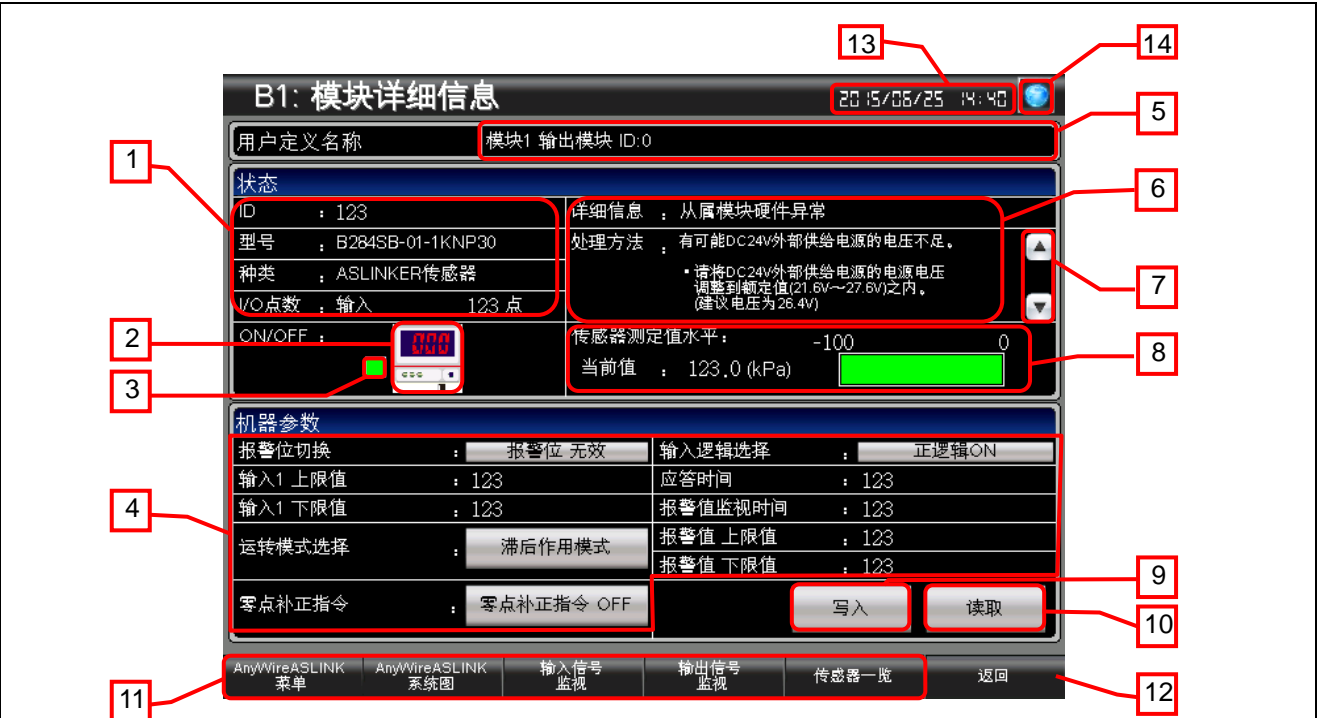 13
14
B1: 模块详细信息
2015/06/25 14:40
5
用户定义名称
模块1 输出模块 ID:0
1
状态
6
ID : 123
详细信息 : 从属模块硬件异常
型号 : B284SB-01-1KNP30
处理方法 : 有可能DC24V外部供给电源的电压不足。
种类 : ASLINKER传感器
・请将DC24V外部供给电源的电源电压
调整到额定值(21.6V~27.6V)之内。
(建议电压为26.4V)
7
I/O点数 : 输入 123 点
2
ON/OFF :
000
传感器测定值水平:
-100 0
8
当前值 : 123.0 (kPa)
3
机器参数
报警位切换 : 报警位 无效
输入逻辑选择 : 正逻辑ON
输入1 上限值 : 123
应答时间 : 123
4
输入1 下限值 : 123
报警值监视时间 : 123
运转模式选择 : 滞后作用模式
报警值 上限值 : 123
报警值 下限值 : 123
9
零点补正指令 : 零点补正指令 OFF
写入
读取
10
AnyWireASLINK
菜单
AnyWireASLINK
系统图
输入信号
监视
输出信号
监视
传感器一览
返回
11
12